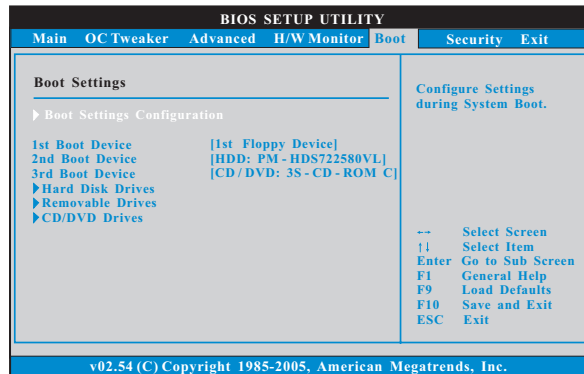 BIOS SETUP UTILITY
Main OC Tweaker Advanced H/W Monitor Boot Security Exit
Boot Settings
Boot Settings Configuration
1st Boot Device [1st Floppy Device]
2nd Boot Device [HDD: PM - HDS722580VL]
3rd Boot Device [CD / DVD: 3S - CD - ROM C]
Hard Disk Drives
Removable Drives
CD/DVD Drives
Configure Settings
during System Boot.
←→ Select Screen
↑↓ Select Item
Enter Go to Sub Screen
F1 General Help
F9 Load Defaults
F10 Save and Exit
ESC Exit
v02.54 (C) Copyright 1985-2005, American Megatrends, Inc.